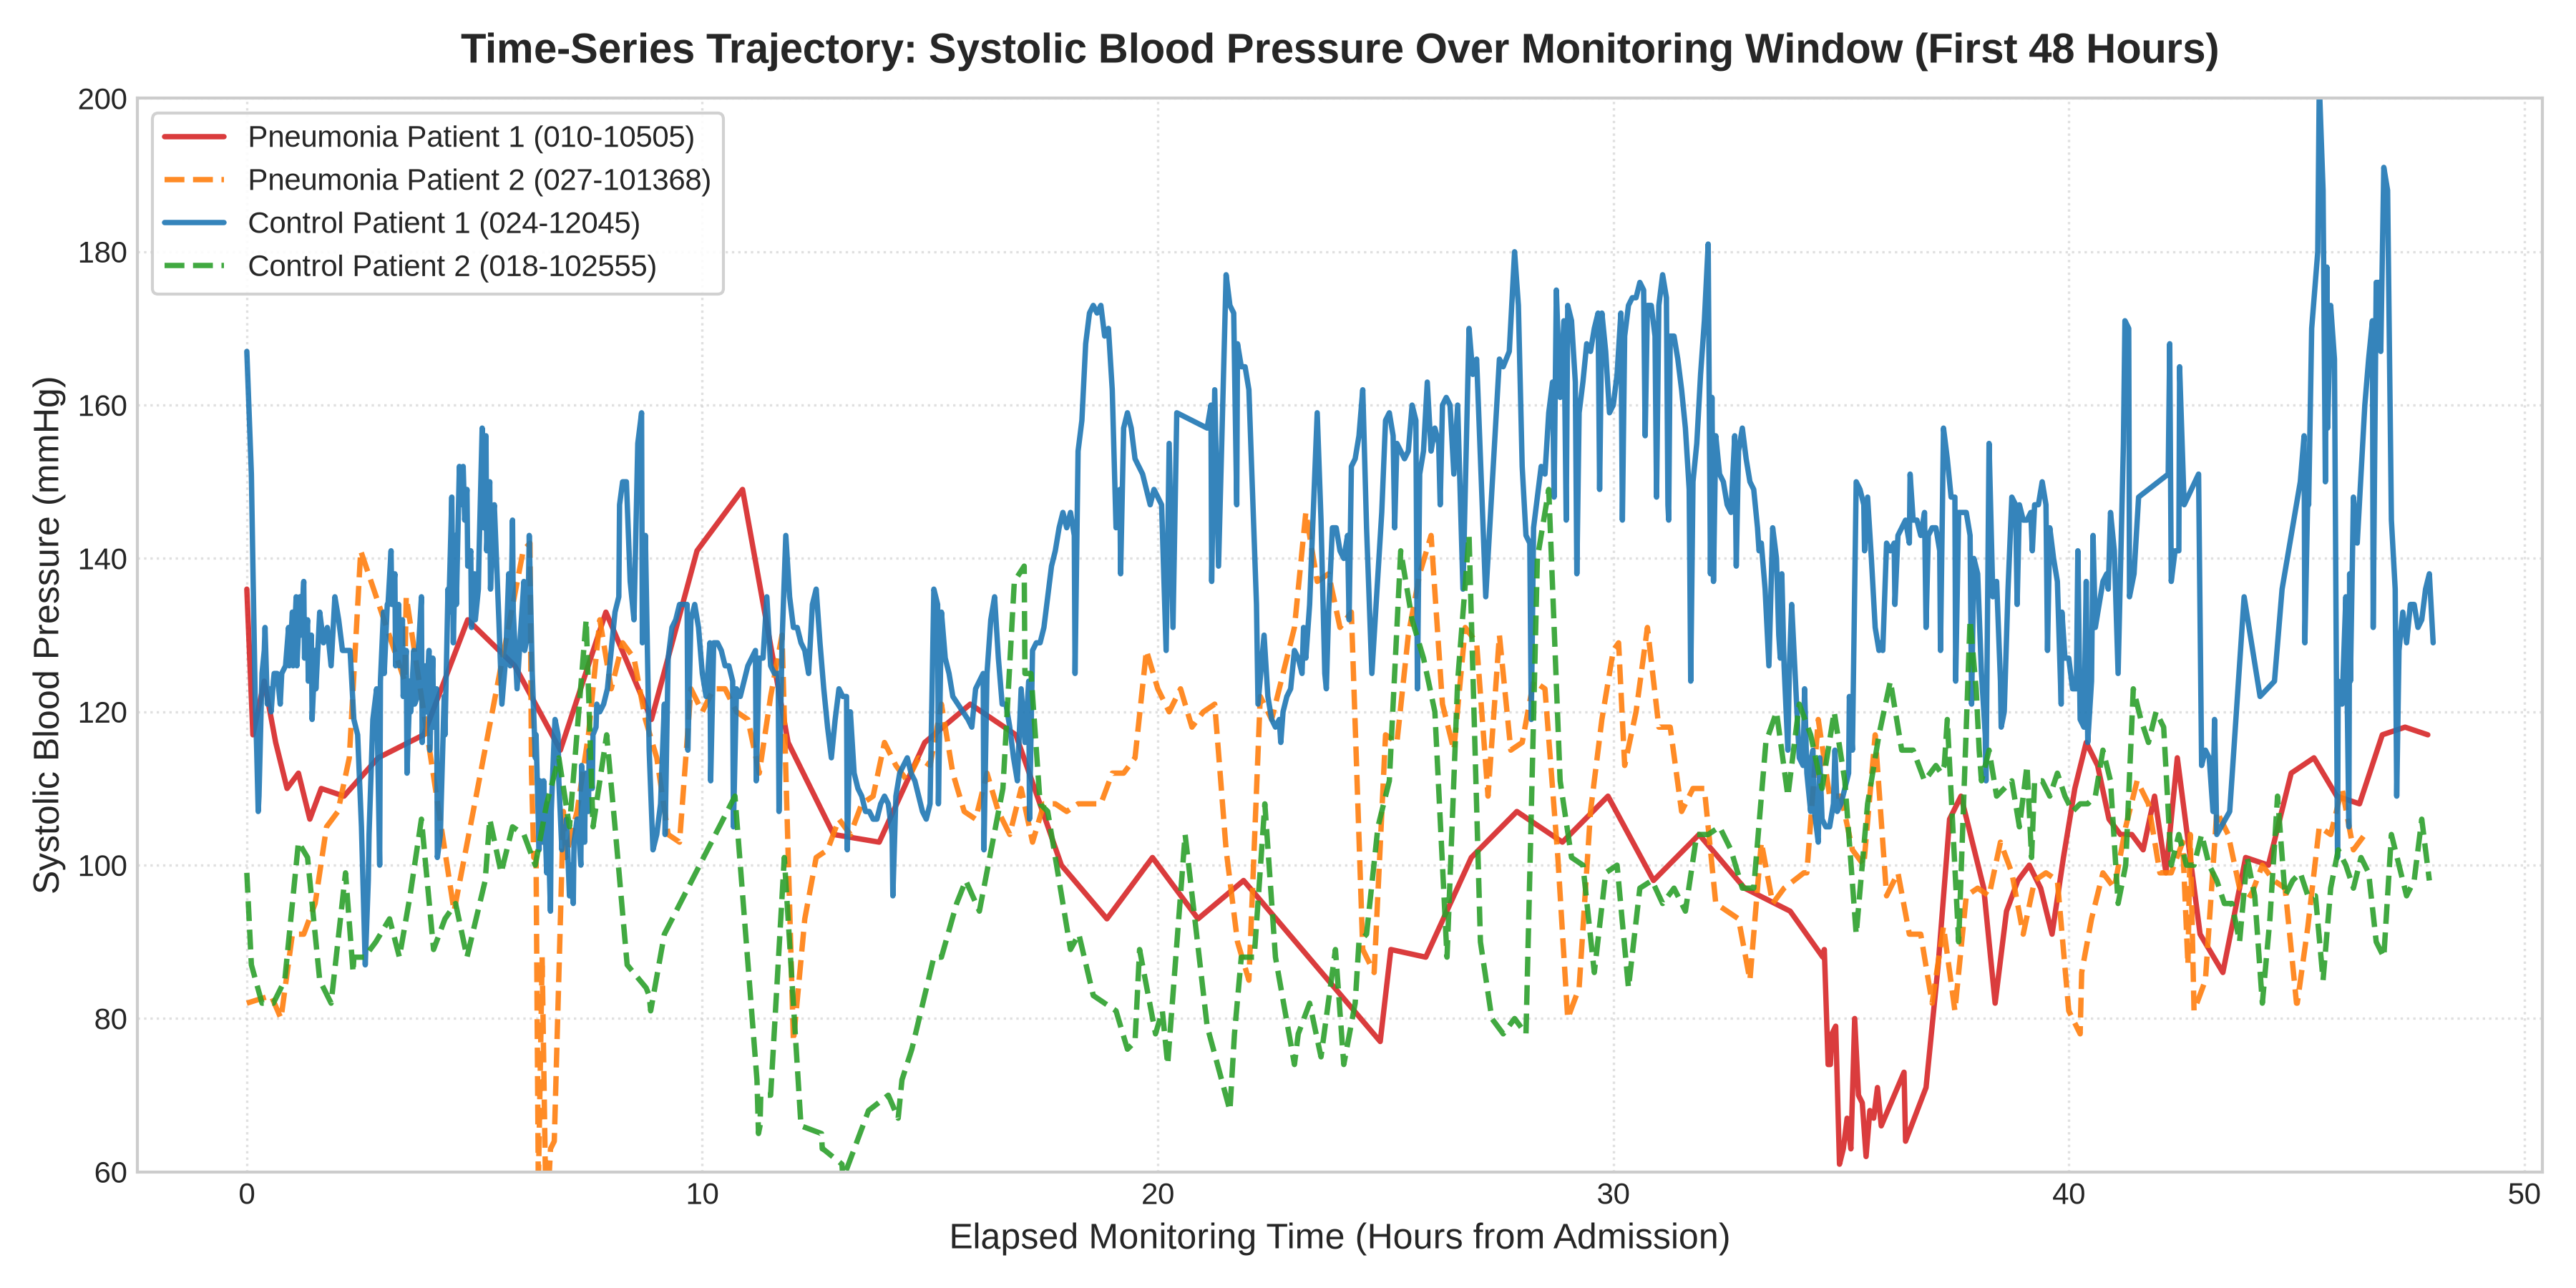 Time-Series Trajectory: Systolic Blood Pressure Over Monitoring Window (First 48 Hours)
Systolic Blood Pressure (mmHg)
200
180
160
140
120
100
80
60
Pneumonia Patient 1 (010-10505)
Pneumonia Patient 2 (027-101368)
Control Patient 1 (024-12045)
Control Patient 2 (018-102555)
0 10 20 30 40 50
Elapsed Monitoring Time (Hours from Admission)